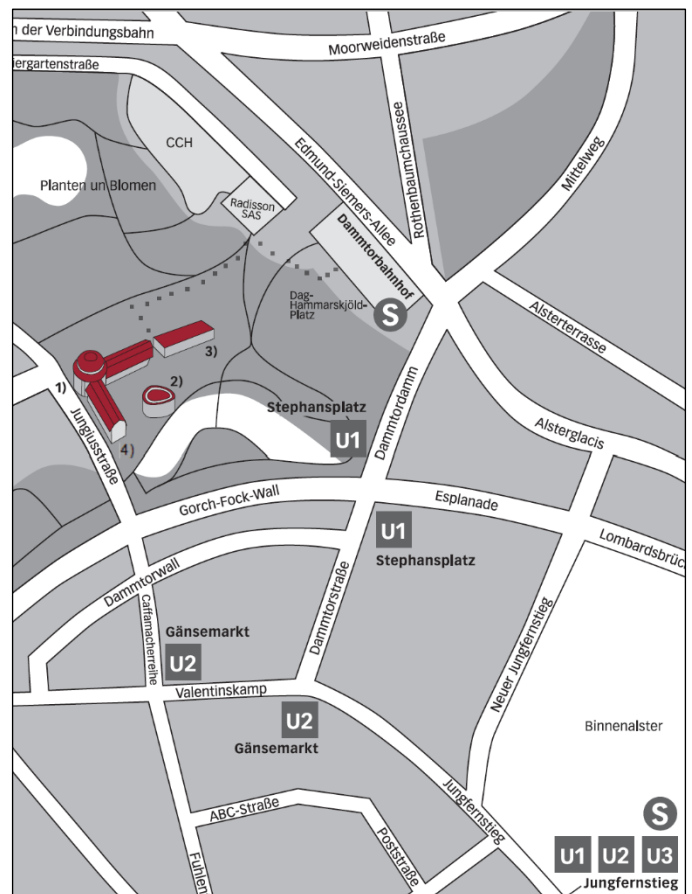 n der Verbindungsbahn
Moorweidenstraße
iergartenstraße
CCH
Planten un Blomen
Radisson
SAS
Edmund-Siemers-Allee
Rothenbaumchaussee
Mittelweg
Dammtorbahnhof
Dag-
Hammarskjöld-
Platz
S
Alsterterrasse
3)
1)
2)
4)
Jungiusstraße
Stephansplatz
U1
Dammtordamm
Alsterglacis
Gorch-Fock-Wall
Esplanade
Lombardsbrüc
U1
Stephansplatz
Dammtorwall
Caffamacherreihe
Dammtorstraße
Neuer Jungfernstieg
Gänsemarkt
U2
Valentinskamp
U2
Gänsemarkt
Binnenalster
Jungfernstieg
ABC-Straße
Poststraße
Fuhlen
S
U1 U2 U3
Jungfernstieg